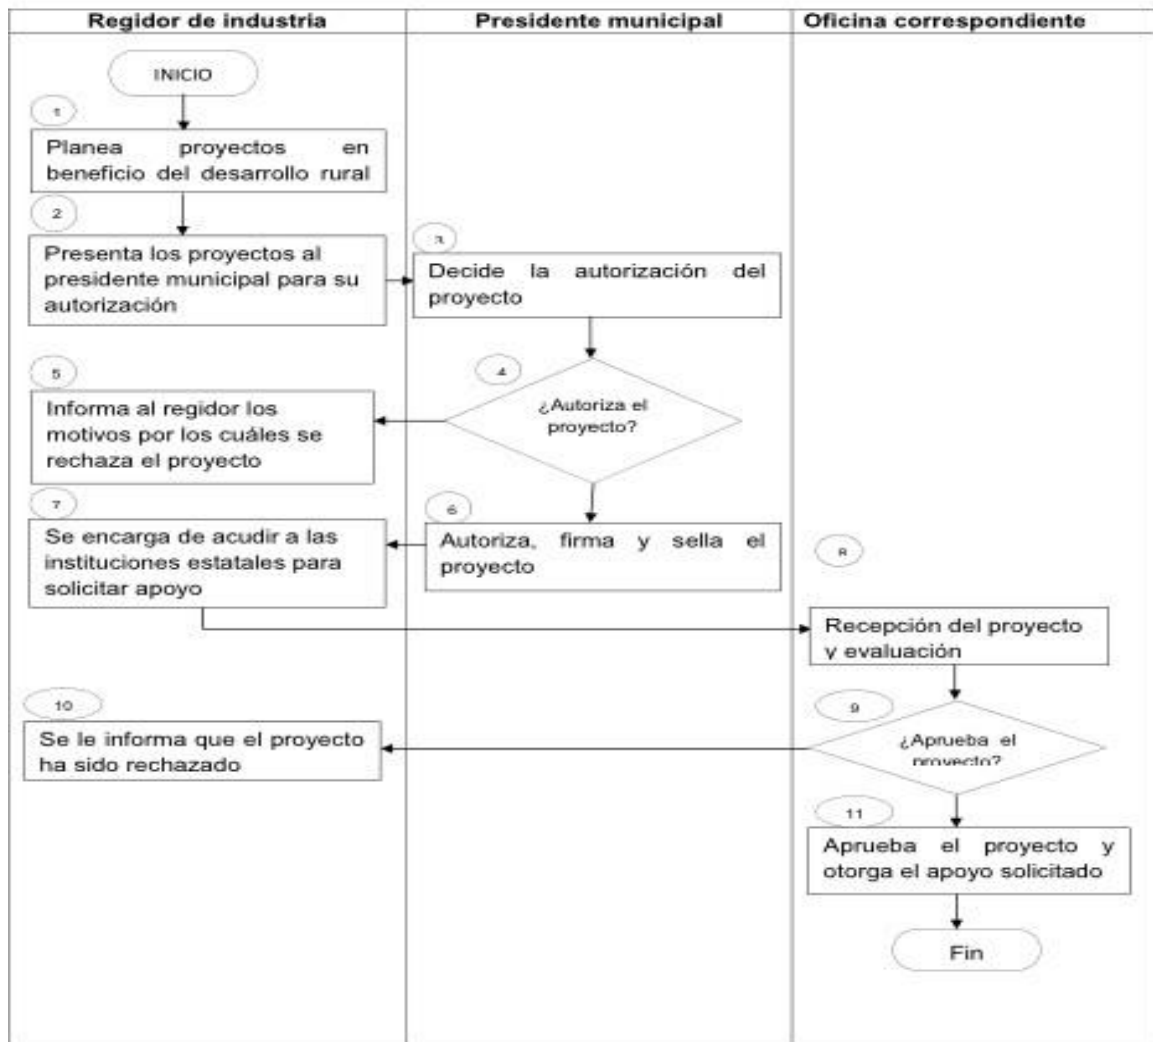 Regidor de industria
Presidente municipal
Oficina correspondiente
INICIO
1
Planea proyectos en
beneficio del desarrollo rural
2
Presenta los proyectos al
presidente municipal para su
autorización
3
Decide la autorización del
proyecto
4
¿Autoriza el
proyecto?
5
Informa al regidor los
motivos por los cuáles se
rechaza el proyecto
6
Autoriza, firma y sella el
proyecto
7
Se encarga de acudir a las
instituciones estatales para
solicitar apoyo
8
Recepción del proyecto
y evaluación
9
¿Aprueba el
proyecto?
10
Se le informa que el proyecto
ha sido rechazado
11
Aprueba el proyecto y
otorga el apoyo solicitado
Fin